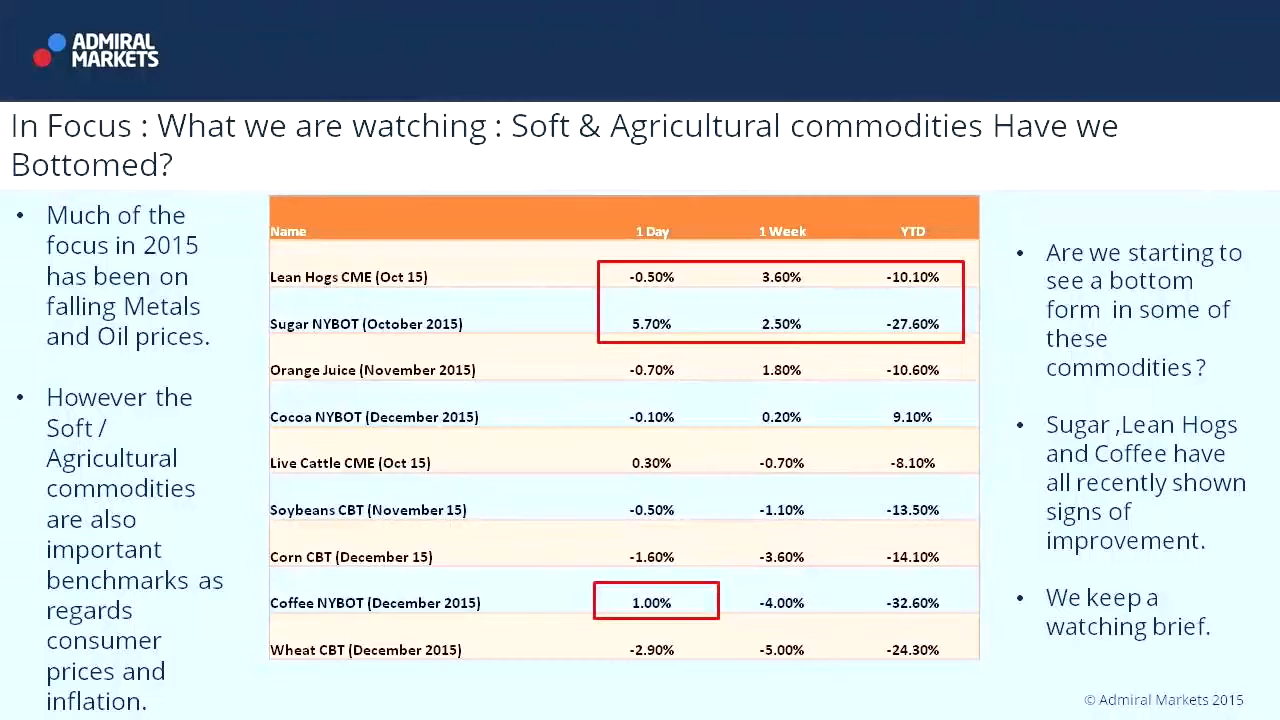 ADMIRAL
MARKETS
In Focus : What we are watching : Soft & Agricultural commodities Have we
Bottomed?
• Much of the
focus in 2015
has been on
falling Metals
and Oil prices.
• However the
Soft /
Agricultural
commodities
are also
important
benchmarks as
regards
consumer
prices and
inflation.
Name 1 Day 1 Week YTD
Lean Hogs CME (Oct 15) -0.50% 3.60% -10.10%
Sugar NYBOT (October 2015) 5.70% 2.50% -27.60%
Orange Juice (November 2015) -0.70% 1.80% -10.60%
Cocoa NYBOT (December 2015) -0.10% 0.20% 9.10%
Live Cattle CME (Oct 15) 0.30% -0.70% -8.10%
Soybeans CBT (November 15) -0.50% -1.10% -13.50%
Corn CBT (December 15) -1.60% -3.60% -14.10%
Coffee NYBOT (December 2015) 1.00% -4.00% -32.60%
Wheat CBT (December 2015) -2.90% -5.00% -24.30%
• Are we starting to
see a bottom
form in some of
these
commodities ?
• Sugar ,Lean Hogs
and Coffee have
all recently shown
signs of
improvement.
• We keep a
watching brief.
© Admiral Markets 2015